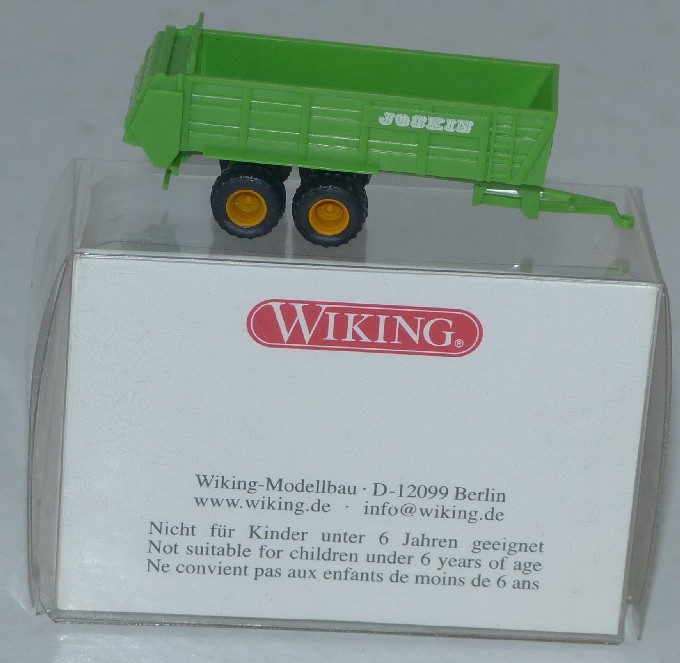 JOSKIN
WIKING®
Wiking-Modellbau · D-12099 Berlin
www.wiking.de · info@wiking.de
Nicht für Kinder unter 6 Jahren geeignet
Not suitable for children under 6 years of age
Ne convient pas aux enfants de moins de 6 ans